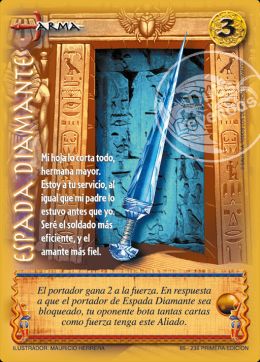 ARMA
3
ESPADA DIAMANTE
Mi hoja lo corta todo,
hermana mayor.
Estoy a tu servicio, al
igual que mi padre lo
estuvo antes que yo.
Seré el soldado más
eficiente, y el
amante más fiel.
El portador gana 2 a la fuerza. En respuesta
a que el portador de Espada Diamante sea
bloqueado, tu oponente bota tantas cartas
como fuerza tenga este Aliado.
ILUSTRADOR: MAURICIO HERRERA
PRIMERA EDICION